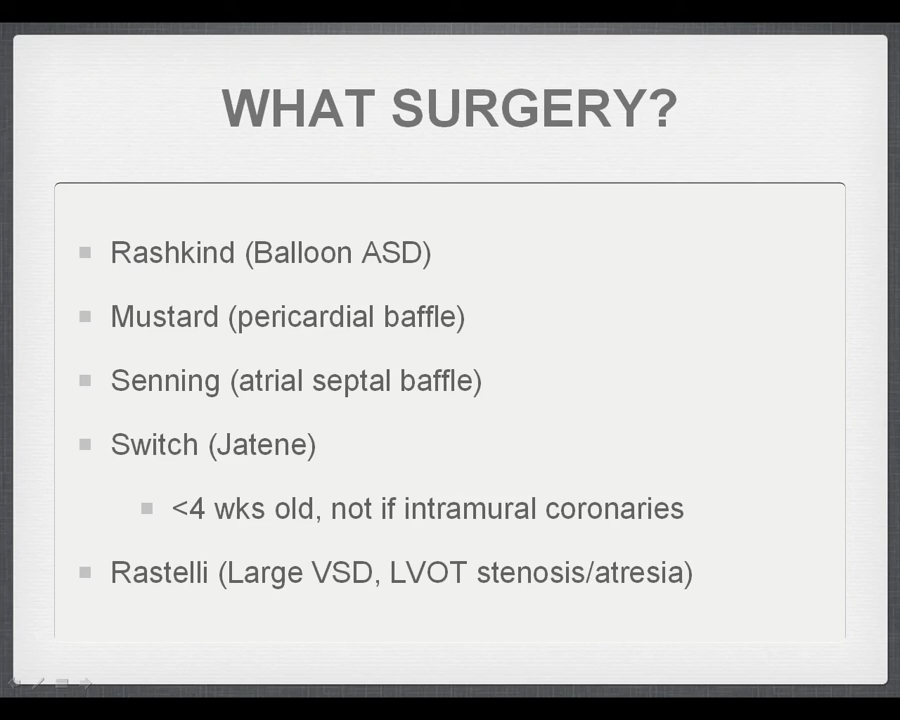 WHAT SURGERY?
Rashkind (Balloon ASD)
Mustard (pericardial baffle)
Senning (atrial septal baffle)
Switch (Jatene)
<4 wks old, not if intramural coronaries
Rastelli (Large VSD, LVOT stenosis/atresia)